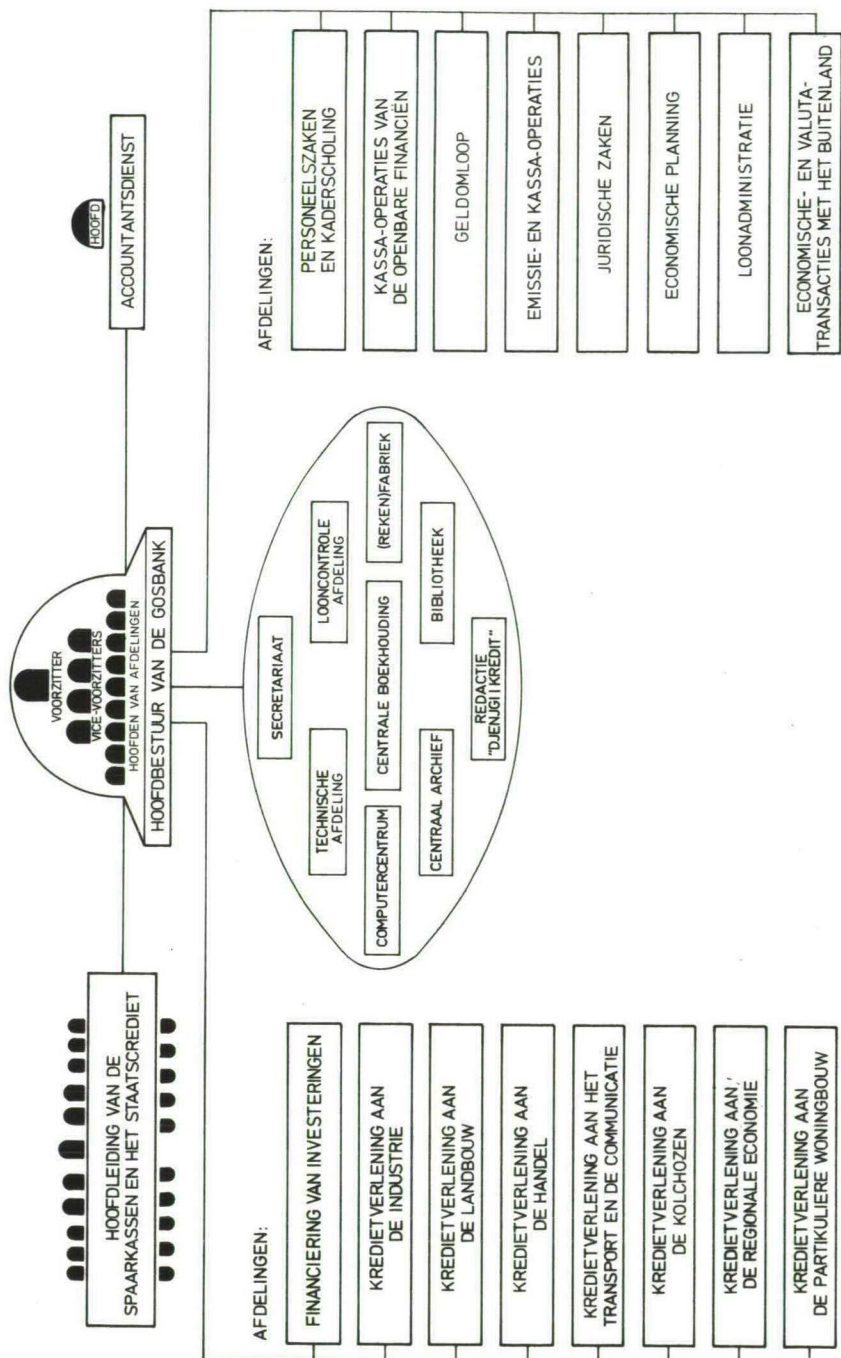 HOOFDLEIDING VAN DE
SPAARKASSEN EN HET STAATSCREDIET
VOORZITTER
VICE-VOORZITTERS
HOOFDEN VAN AFDELINGEN
HOOFDBESTUUR VAN DE GOSBANK
HOOFD
ACCOUNTANTSDIENST
AFDELINGEN:
FINANCIERING VAN INVESTERINGEN
KREDIETVERLENING AAN
DE INDUSTRIE
KREDIETVERLENING AAN
DE LANDBOUW
KREDIETVERLENING AAN
DE HANDEL
KREDIETVERLENING AAN HET
TRANSPORT EN DE COMMUNICATIE
KREDIETVERLENING AAN
DE KOLCHOZEN
KREDIETVERLENING AAN
DE REGIONALE ECONOMIE
KREDIETVERLENING AAN
DE PARTIKULIERE WONINGBOUW
SECRETARIAAT
TECHNISCHE
AFDELING
LOONCONTROLE
AFDELING
COMPUTERCENTRUM
CENTRALE BOEKHOUDING
(REKEN)FABRIEK
CENTRAAL ARCHIEF
BIBLIOTHEEK
REDACTIE
"DJENJGI I KREDIT"
AFDELINGEN:
PERSONEELSZAKEN
EN KADERSCHOLING
KASSA-OPERATIES VAN
DE OPENBARE FINANCIËN
GELDOMLOOP
EMISSIE- EN KASSA-OPERATIES
JURIDISCHE ZAKEN
ECONOMISCHE PLANNING
LOONADMINISTRATIE
ECONOMISCHE- EN VALUTA-
TRANSACTIES MET HET BUITENLAND